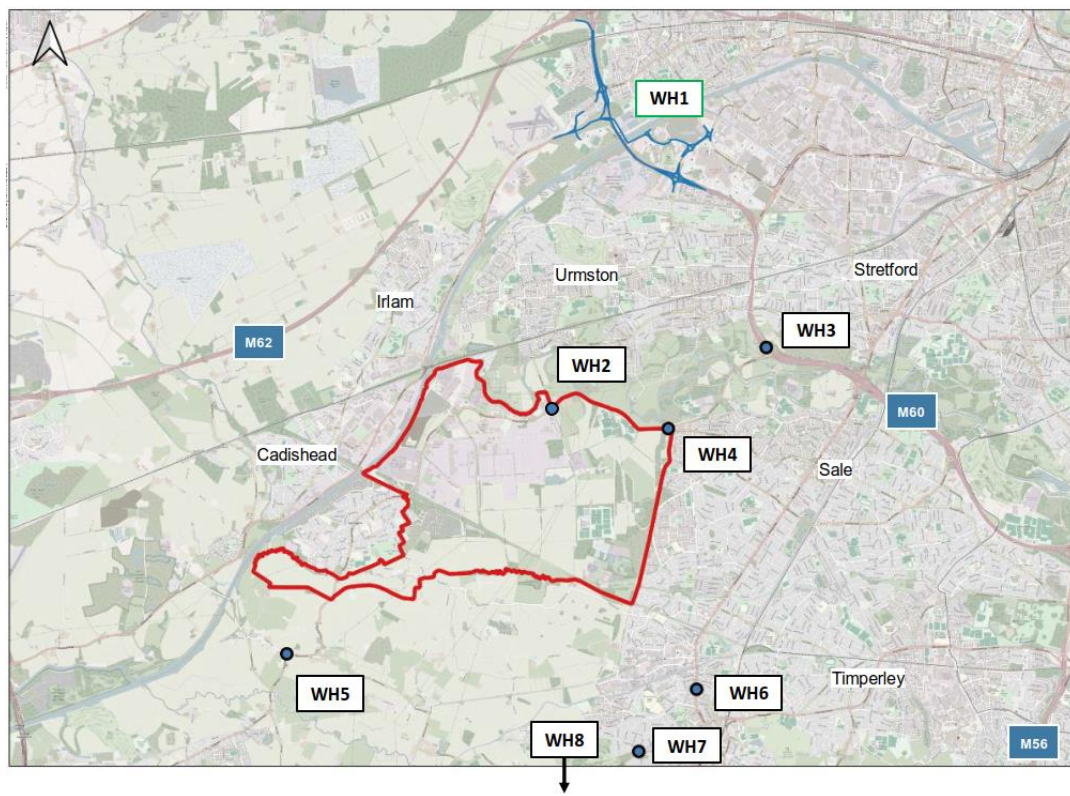 WH1
Urmston
Stretford
Irlam
M62
WH3
WH2
M60
WH4
Cadishead
Sale
WH5
WH6
Timperley
WH8
WH7
M56